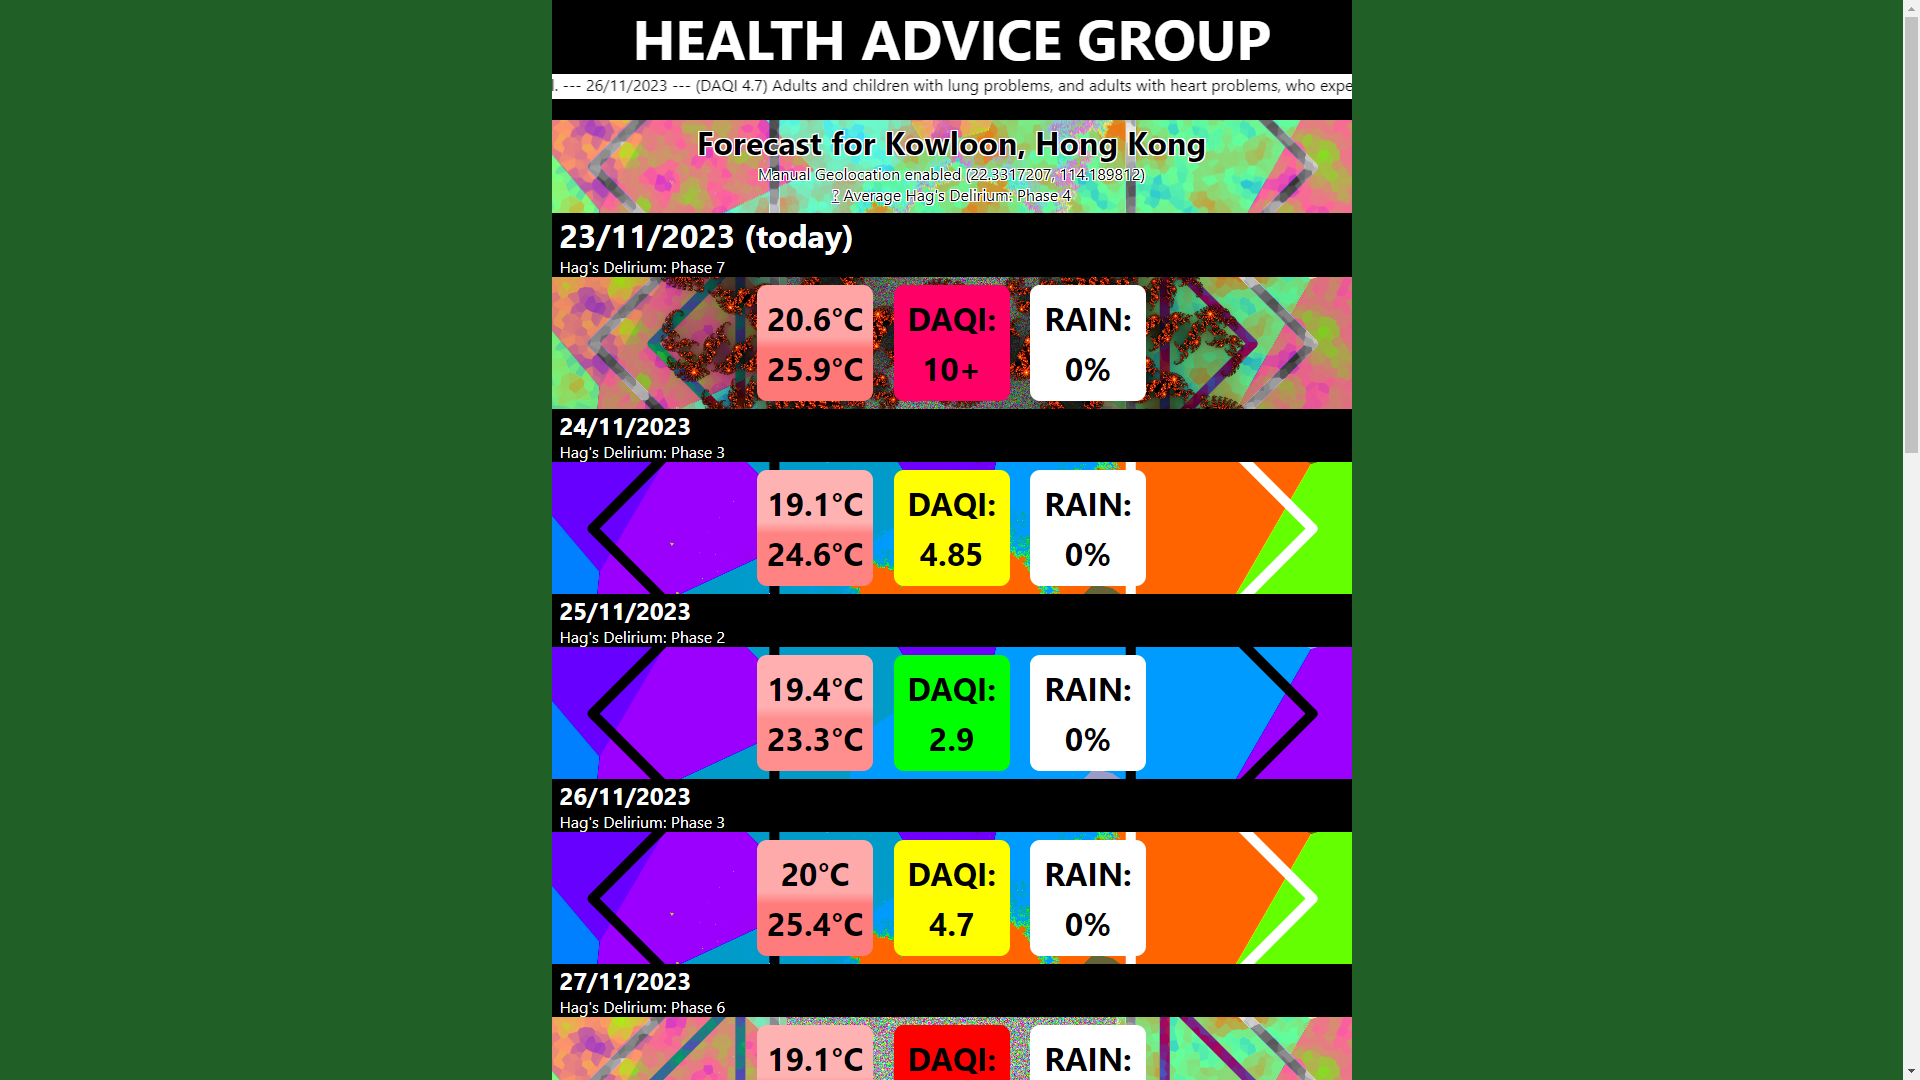 HEALTH ADVICE GROUP
. --- 26/11/2023 --- (DAQI 4.7) Adults and children with lung problems, and adults with heart problems, who expe
Forecast for Kowloon, Hong Kong
Manual Geolocation enabled (22.3317207, 114.189812)
Average Hag's Delirium: Phase 4
23/11/2023 (today)
Hag's Delirium: Phase 7
20.6°C DAQI: RAIN:
25.9°C 10+ 0%
24/11/2023
Hag's Delirium: Phase 3
19.1°C DAQI: RAIN:
24.6°C 4.85 0%
25/11/2023
Hag's Delirium: Phase 2
19.4°C DAQI: RAIN:
23.3°C 2.9 0%
26/11/2023
Hag's Delirium: Phase 3
20°C DAQI: RAIN:
25.4°C 4.7 0%
27/11/2023
Hag's Delirium: Phase 6
19.1°C DAQI: RAIN: